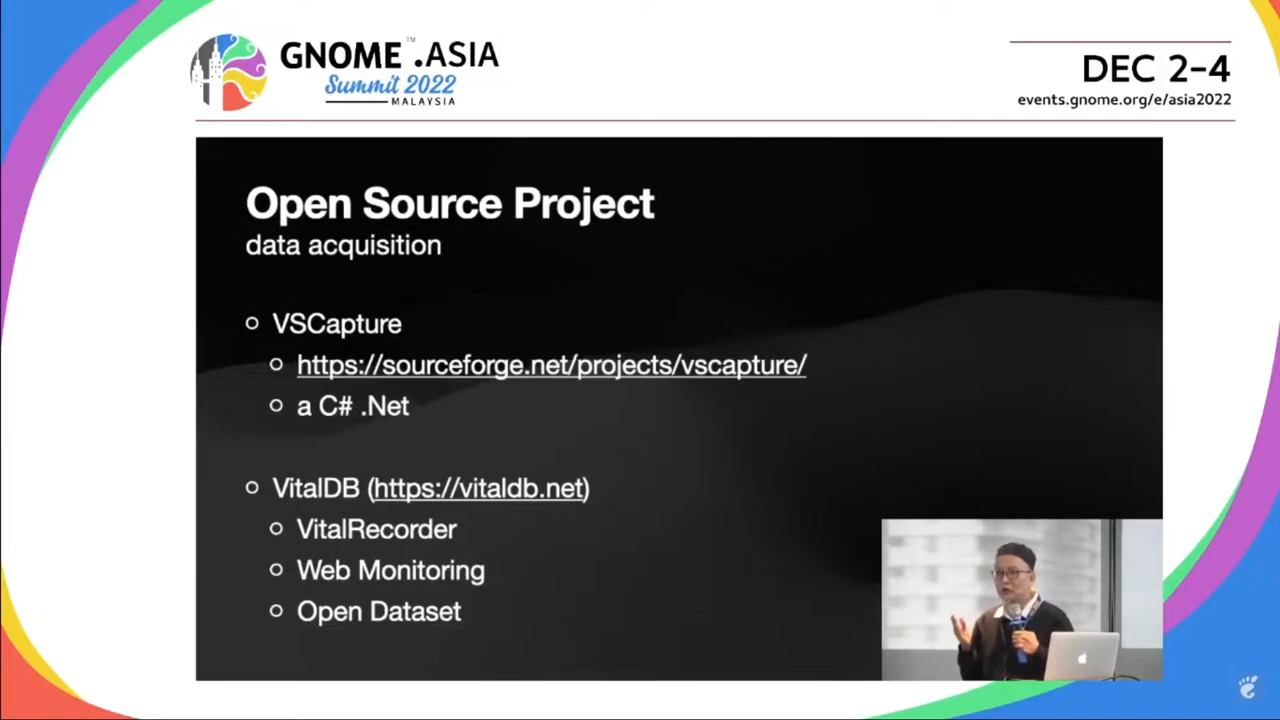 GNOME™.ASIA
Summit 2022
MALAYSIA
DEC 2-4
events.gnome.org/e/asia2022
Open Source Project
data acquisition
VSCapture
https://sourceforge.net/projects/vscapture/
a C# .Net
VitalDB (https://vitaldb.net)
VitalRecorder
Web Monitoring
Open Dataset